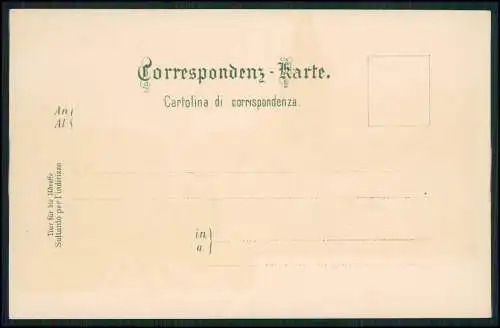 Correspondenz-Karte.
Cartolina di corrispondenza.
An
Al
Nur für die Adresse
Soltanto per l'indirizzo
in
a